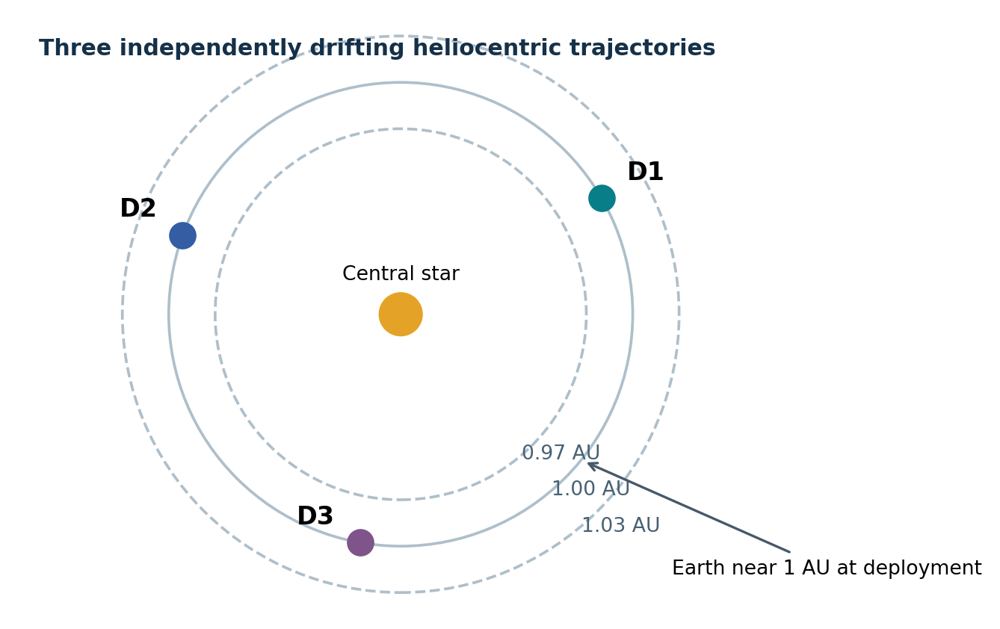 Three independently drifting heliocentric trajectories
D1
D2
Central star
0.97 AU
1.00 AU
D3
1.03 AU
Earth near 1 AU at deployment